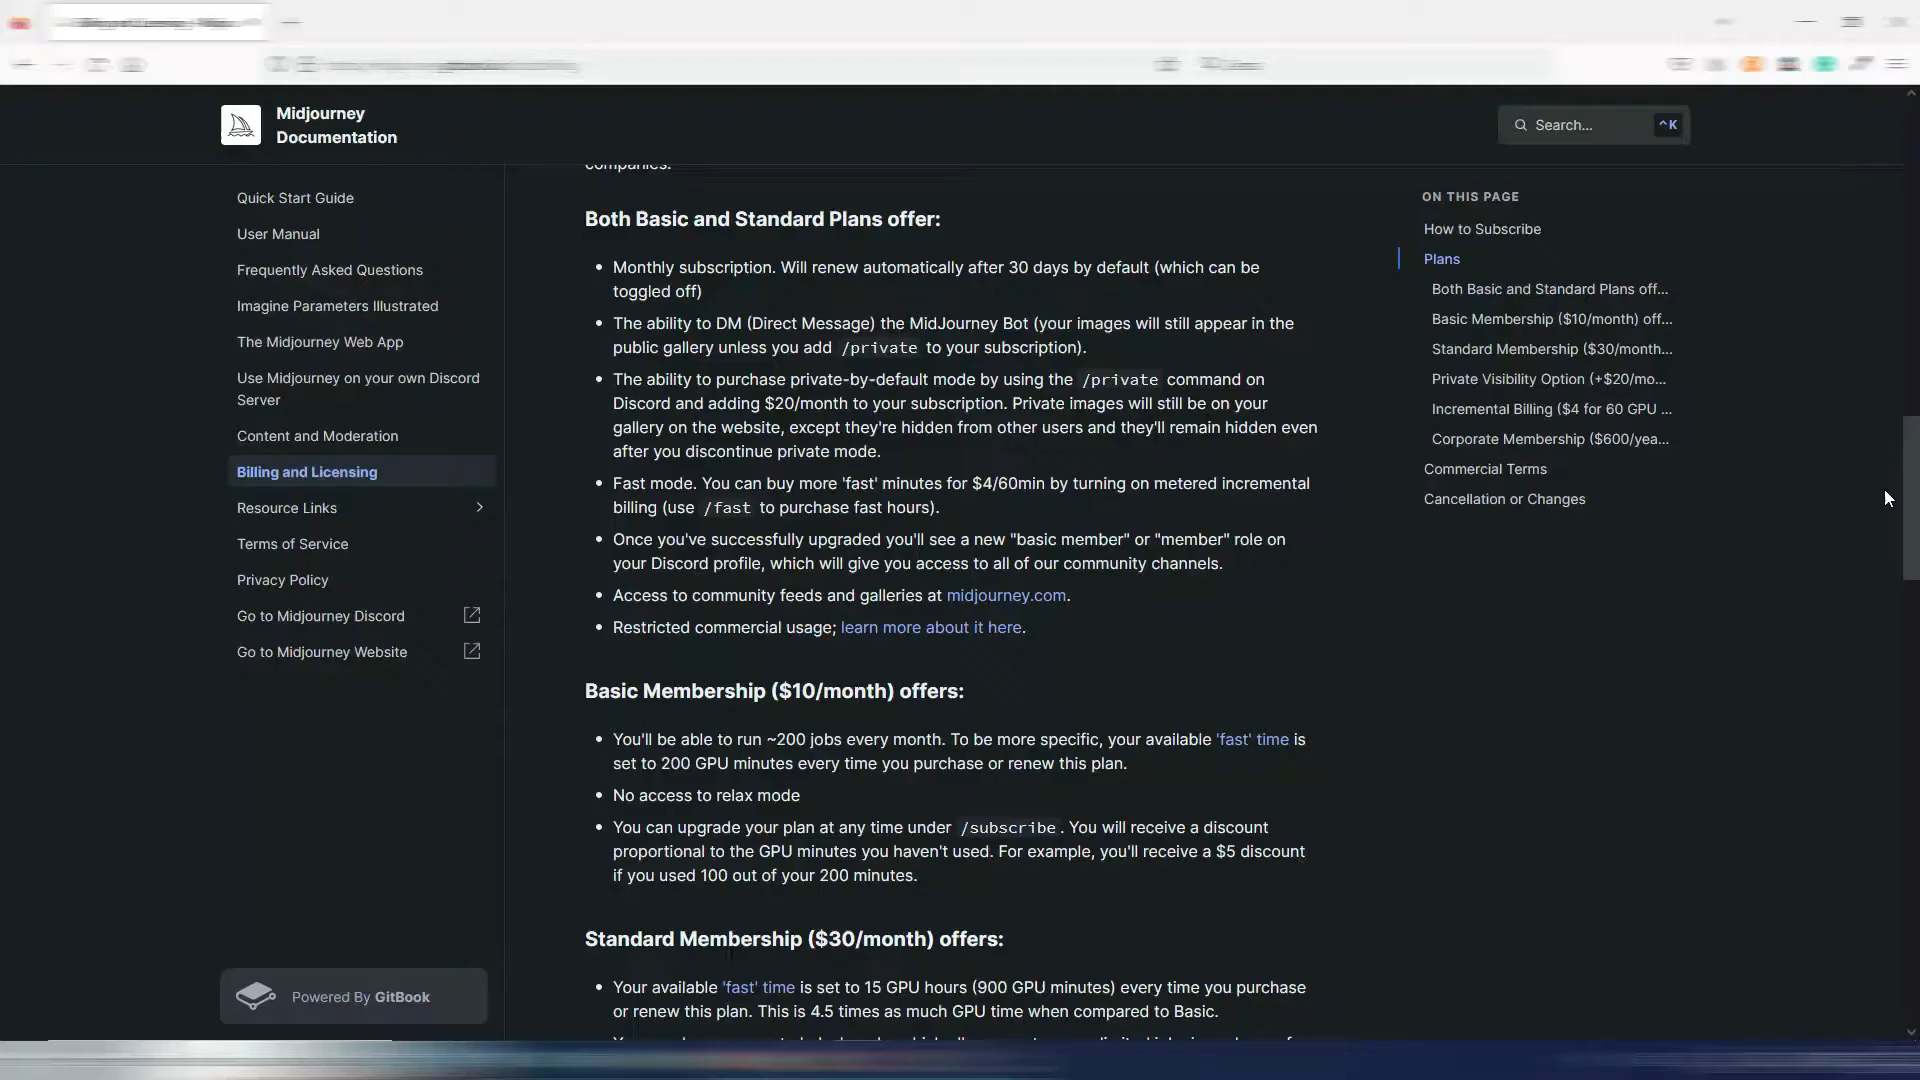 Midjourney
Documentation
Search...
^K
Quick Start Guide
User Manual
Frequently Asked Questions
Imagine Parameters Illustrated
The Midjourney Web App
Use Midjourney on your own Discord
Server
Content and Moderation
Billing and Licensing
Resource Links
Terms of Service
Privacy Policy
Go to Midjourney Discord
Go to Midjourney Website
Powered By GitBook
companies.
Both Basic and Standard Plans offer:
Monthly subscription. Will renew automatically after 30 days by default (which can be
toggled off)
The ability to DM (Direct Message) the MidJourney Bot (your images will still appear in the
public gallery unless you add /private to your subscription).
The ability to purchase private-by-default mode by using the /private command on
Discord and adding $20/month to your subscription. Private images will still be on your
gallery on the website, except they're hidden from other users and they'll remain hidden even
after you discontinue private mode.
Fast mode. You can buy more 'fast' minutes for $4/60min by turning on metered incremental
billing (use /fast to purchase fast hours).
Once you've successfully upgraded you'll see a new "basic member" or "member" role on
your Discord profile, which will give you access to all of our community channels.
Access to community feeds and galleries at midjourney.com.
Restricted commercial usage; learn more about it here.
Basic Membership ($10/month) offers:
You'll be able to run ~200 jobs every month. To be more specific, your available 'fast' time is
set to 200 GPU minutes every time you purchase or renew this plan.
No access to relax mode
You can upgrade your plan at any time under /subscribe. You will receive a discount
proportional to the GPU minutes you haven't used. For example, you'll receive a $5 discount
if you used 100 out of your 200 minutes.
Standard Membership ($30/month) offers:
Your available 'fast' time is set to 15 GPU hours (900 GPU minutes) every time you purchase
or renew this plan. This is 4.5 times as much GPU time when compared to Basic.
ON THIS PAGE
How to Subscribe
Plans
Both Basic and Standard Plans off...
Basic Membership ($10/month) off...
Standard Membership ($30/month...
Private Visibility Option (+$20/mo...
Incremental Billing ($4 for 60 GPU ...
Corporate Membership ($600/yea...
Commercial Terms
Cancellation or Changes